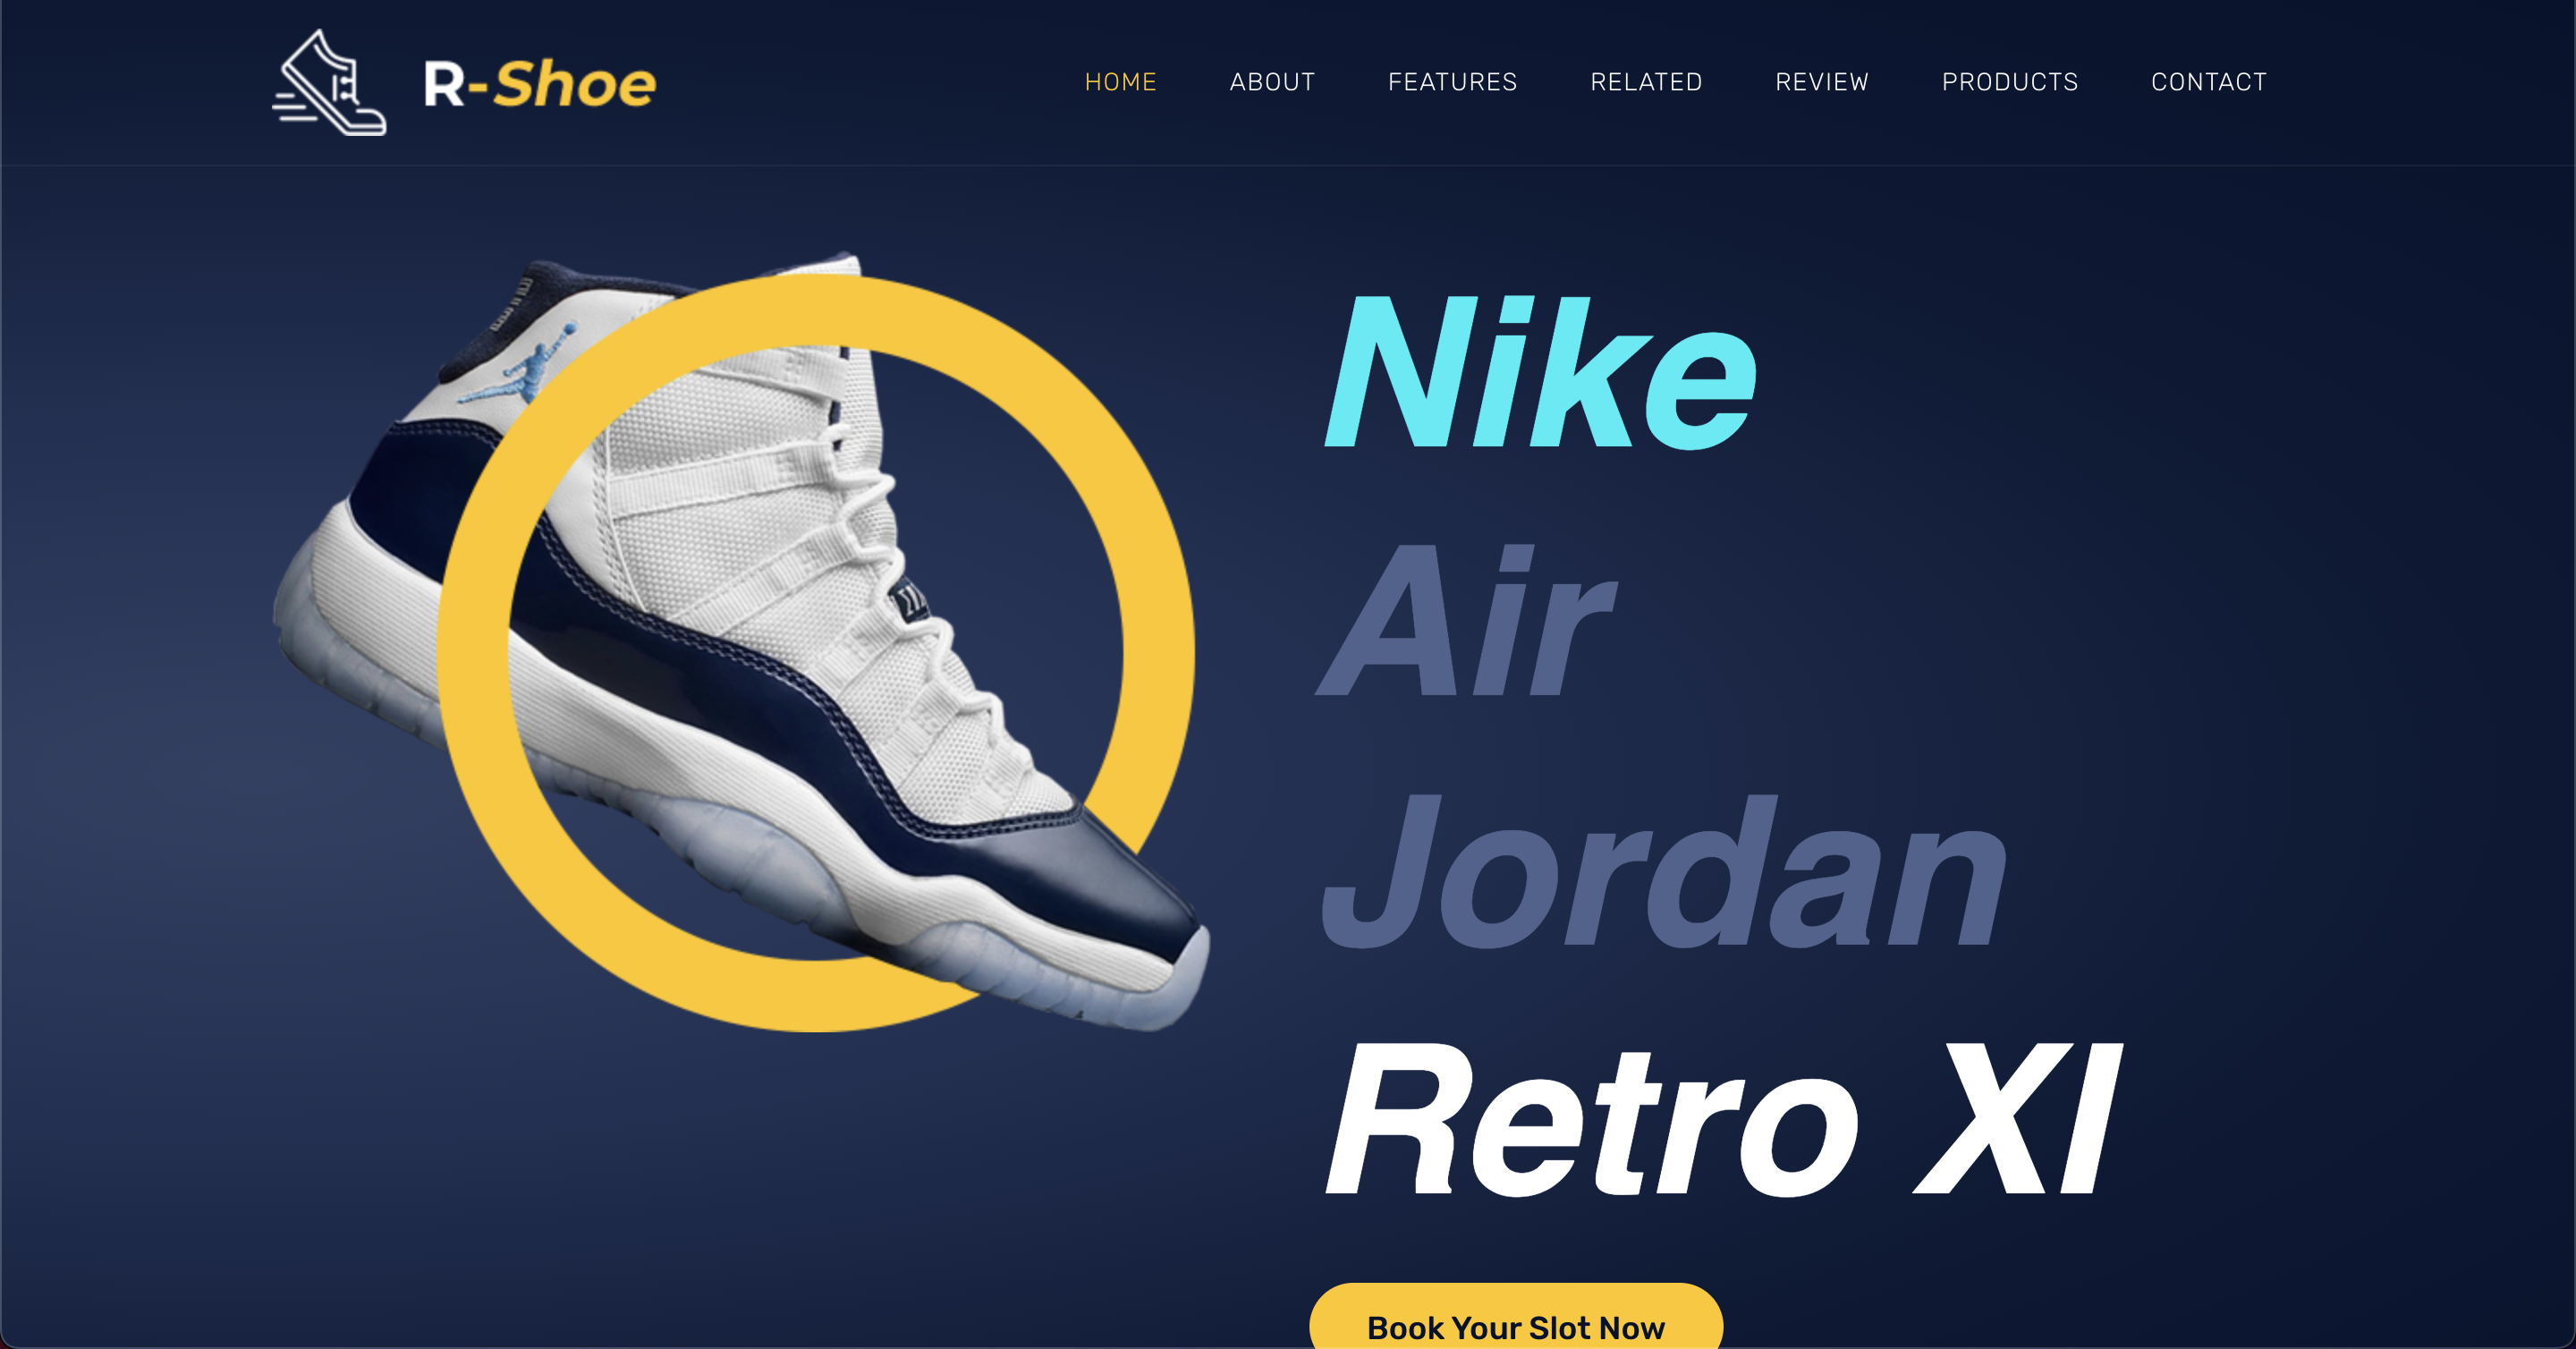 R-Shoe
HOME ABOUT FEATURES RELATED REVIEW PRODUCTS CONTACT
Nike
Air
Jordan
Retro XI
Book Your Slot Now